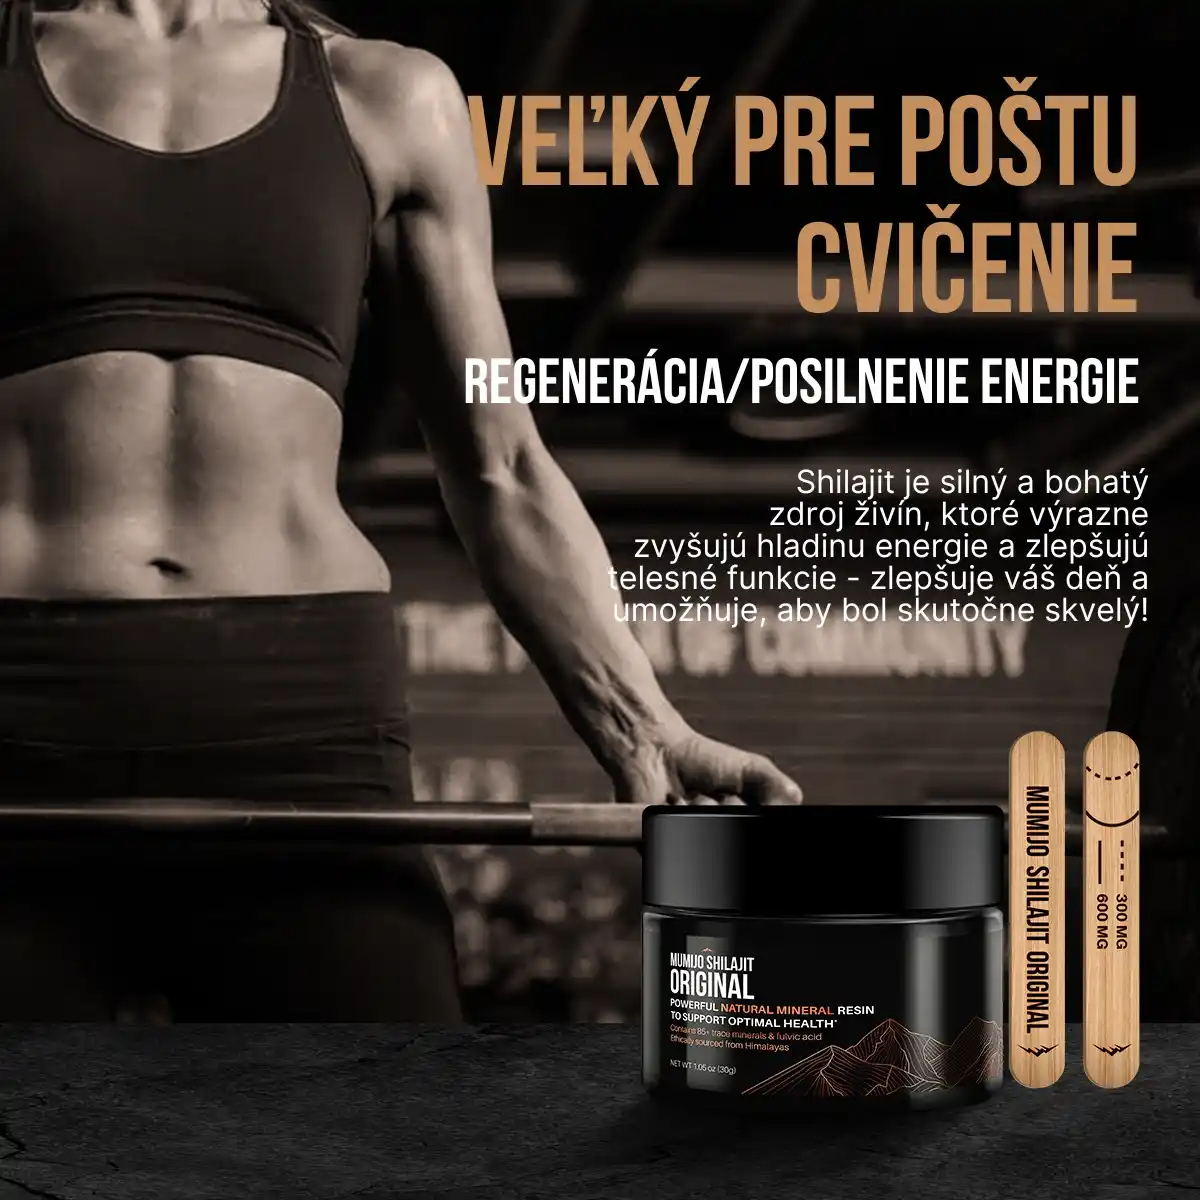 VEĽKÝ PRE POŠTU
CVIČENIE
REGENERÁCIA/POSILNENIE ENERGIE
Shilajit je silný a bohatý
zdroj živín, ktoré výrazne
zvyšujú hladinu energie a zlepšujú
telesné funkcie - zlepšuje váš deň a
umožňuje, aby bol skutočne skvelý!
THE OF COMMUNITY
MUMIJO SHILAJIT
ORIGINAL
POWERFUL NATURAL MINERAL RESIN
TO SUPPORT OPTIMAL HEALTH*
Contains 85+ trace minerals & fulvic acid
Ethically sourced from Himalayas
NET WT 1.05 oz (30g)
MUMIJO SHILAJIT ORIGINAL
300 MG
600 MG